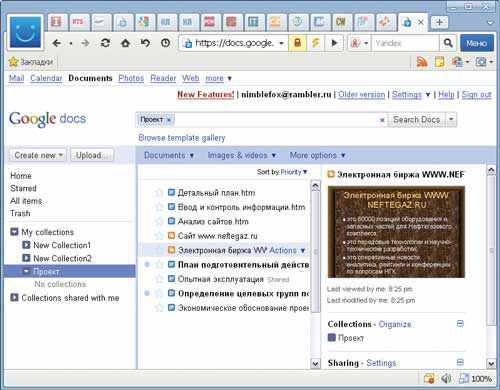 RTS
https://docs.google.
Yandex
Меню
Закладки
Mail Calendar Documents Photos Reader Web more ▼
New Features! | nimblefox@rambler.ru | Older version | Settings ▼ | Help | Sign out
Google docs
Проект × × Search Docs
Browse template gallery
Create new Upload...
Documents ▼ Images & videos ▼ More options ▼
Home
Starred
All items
Trash
My collections
New Collection1
New Collection2
Проект
No collections
Collections shared with me
Sort by Priority ▼
Детальный план.htm
Ввод и контроль информации.htm
Анализ сайтов.htm
Сайт www.neftegaz.ru
Электронная биржа WV Actions ▼
План подготовительный действ
Опытная эксплуатация Shared
Определение целевых групп по
Экономическое обоснование проек
Электронная биржа WWW.NEF
Электронная биржа WWW
NEFTEGAZ.RU
это 60000 позиций оборудования и
запасных частей для Нефтегазового
комплекса.
это передовые технологии и научно-
технические разработки.
это оперативные новости,
аналитика, рейтинги и конференции
по вопросам НГК.
Last viewed by me: 8:25 pm
Last modified by me: 8:25 pm
Collections - Organize
Проект
Sharing - Settings
100%